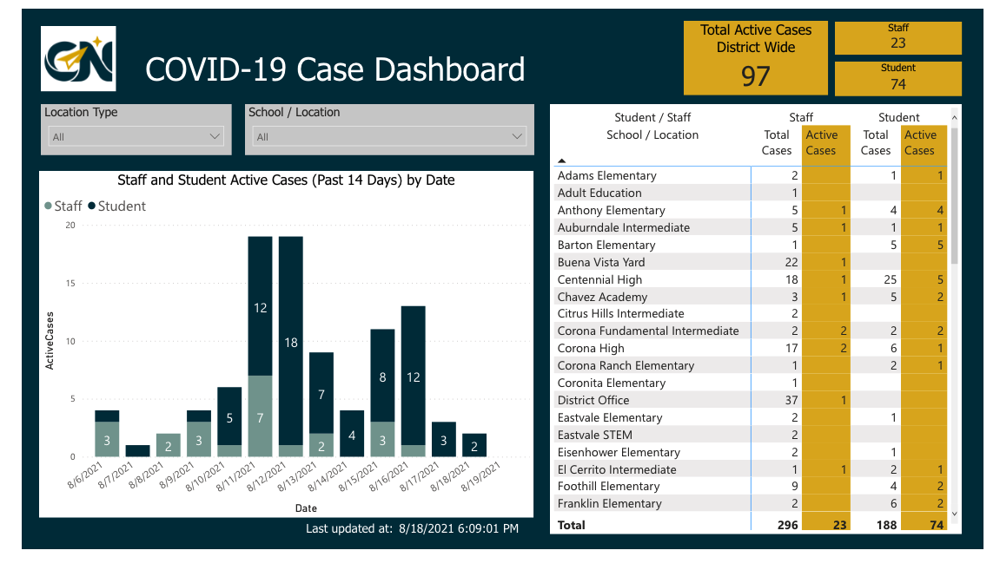 GN
COVID-19 Case Dashboard
Total Active Cases
District Wide
97
Staff
23
Student
74
Location Type
All
School / Location
All
Staff and Student Active Cases (Past 14 Days) by Date
Staff Student
ActiveCases
20
15
10
5
0
3
2
3
5
7
12
18
2
7
4
3
8
12
3
2
8/6/2021 8/7/2021 8/8/2021 8/9/2021 8/10/2021 8/11/2021 8/12/2021 8/13/2021 8/14/2021 8/15/2021 8/16/2021 8/17/2021 8/18/2021 8/19/2021
Date
Last updated at: 8/18/2021 6:09:01 PM
Student / Staff Staff Student
School / Location Total Active Total Active
Cases Cases Cases Cases
Adams Elementary 2 1 1
Adult Education 1
Anthony Elementary 5 1 4 4
Auburndale Intermediate 5 1 1 1
Barton Elementary 1 5 5
Buena Vista Yard 22 1
Centennial High 18 1 25 5
Chavez Academy 3 1 5 2
Citrus Hills Intermediate 2
Corona Fundamental Intermediate 2 2 2 2
Corona High 17 2 6 1
Corona Ranch Elementary 1 2 1
Coronita Elementary 1
District Office 37 1
Eastvale Elementary 2 1
Eastvale STEM 2
Eisenhower Elementary 2 1
El Cerrito Intermediate 1 1 2 1
Foothill Elementary 9 4 2
Franklin Elementary 2 6 2
Total 296 23 188 74